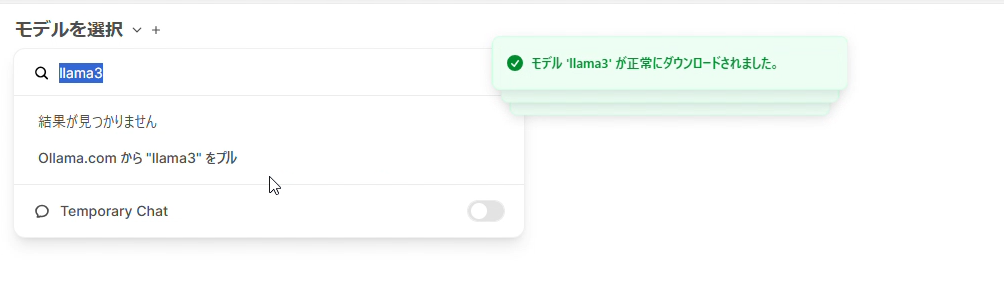 モデルを選択
llama3
モデル 'llama3' が正常にダウンロードされました。
結果が見つかりません
Ollama.com から "llama3" をプル
Temporary Chat